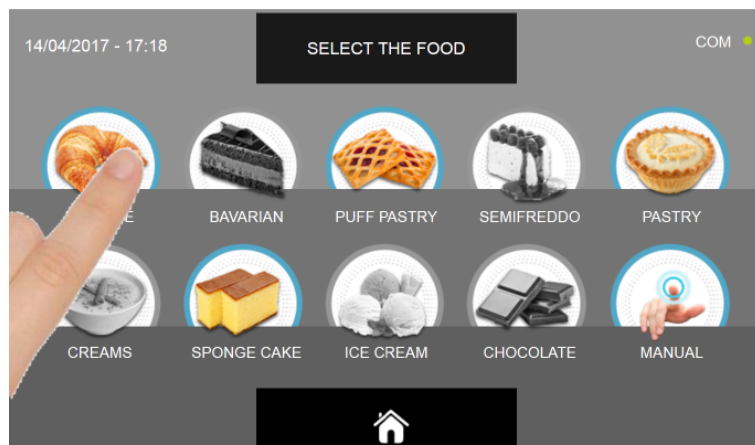 14/04/2017 - 17:18
SELECT THE FOOD
COM
BAVARIAN
PUFF PASTRY
SEMIFREDDO
PASTRY
CREAMS
SPONGE CAKE
ICE CREAM
CHOCOLATE
MANUAL